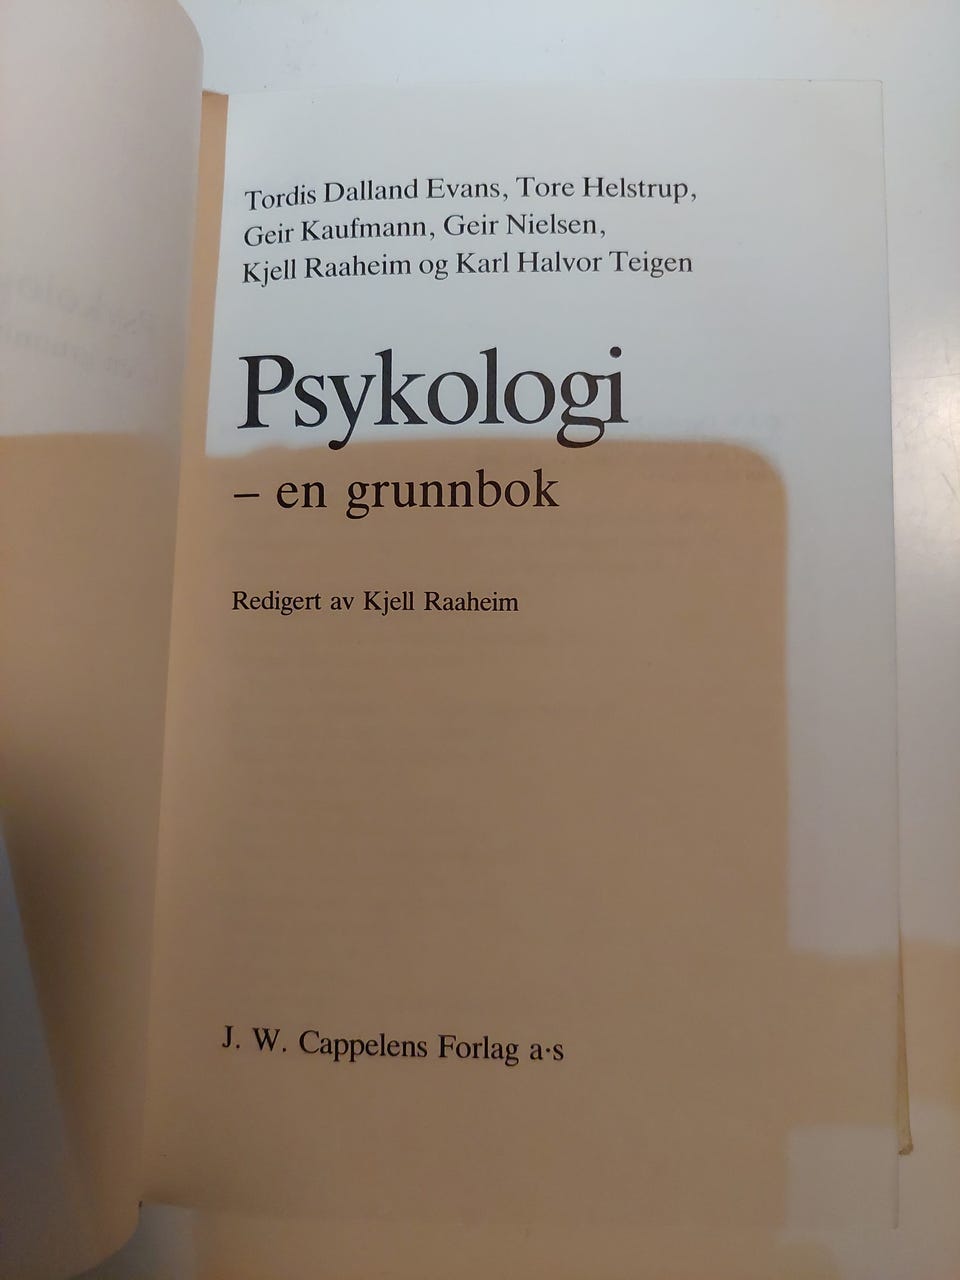 Tordis Dalland Evans, Tore Helstrup,
Geir Kaufmann, Geir Nielsen,
Kjell Raaheim og Karl Halvor Teigen
Psykologi
– en grunnbok
Redigert av Kjell Raaheim
J. W. Cappelens Forlag a·s